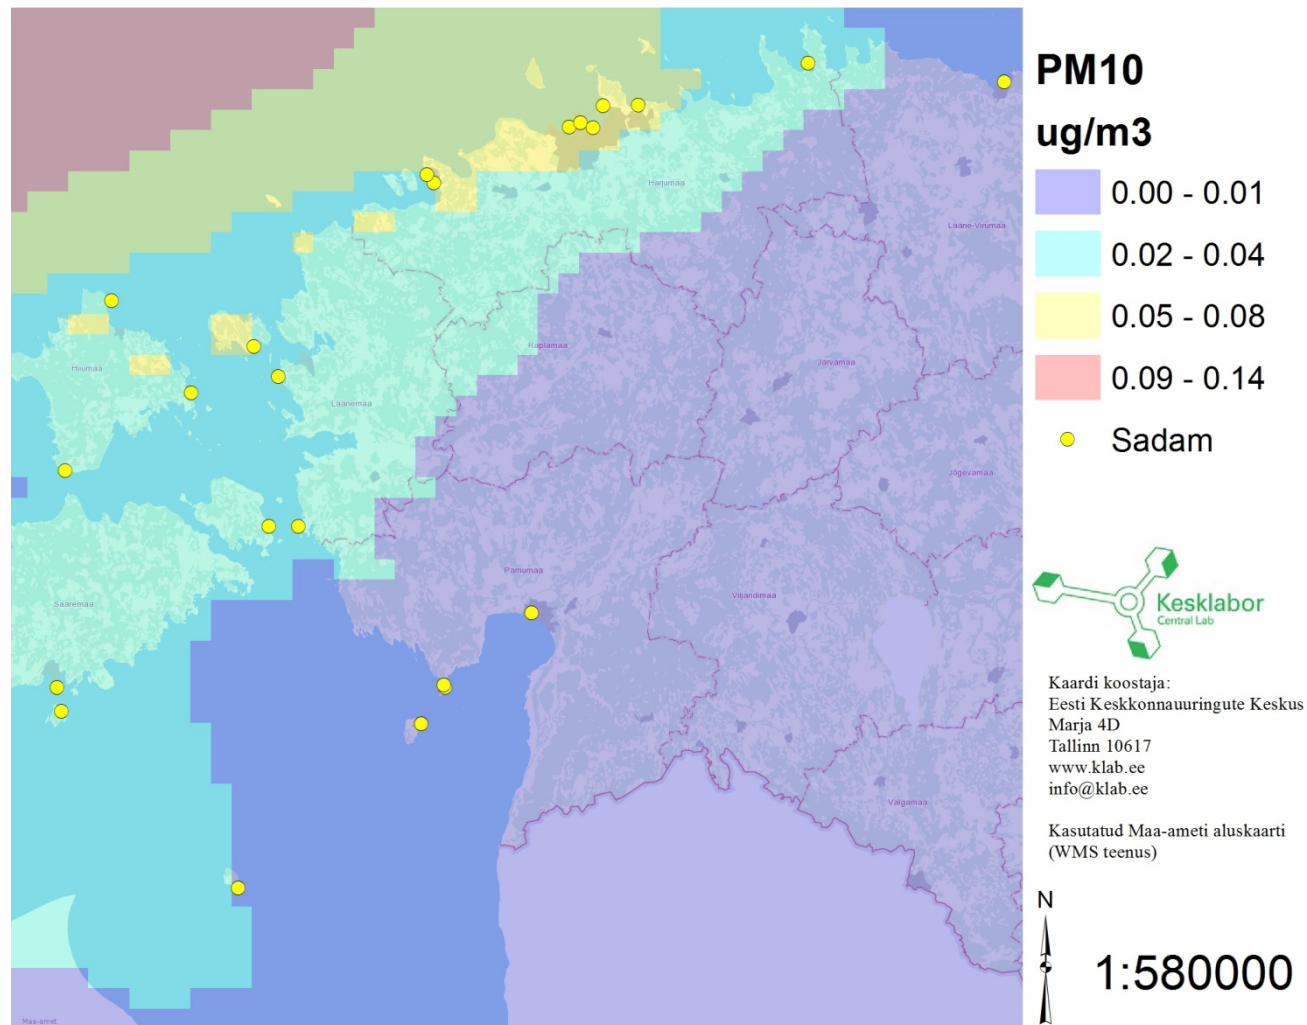 PM10
ug/m3
0.00 - 0.01
0.02 - 0.04
0.05 - 0.08
0.09 - 0.14
Sadam
Harjumaa
Lääne-Virumaa
Raplamaa
Järvamaa
Hiiumaa
Läänemaa
Jõgevamaa
Pärnumaa
Viljandimaa
Saaremaa
Valgamaa
Maa-amet
Kesklabor
Central Lab
Kaardi koostaja:
Eesti Keskkonnauuringute Keskus
Marja 4D
Tallinn 10617
www.klab.ee
info@klab.ee
Kasutatud Maa-ameti aluskaarti
(WMS teenus)
N
1:580000